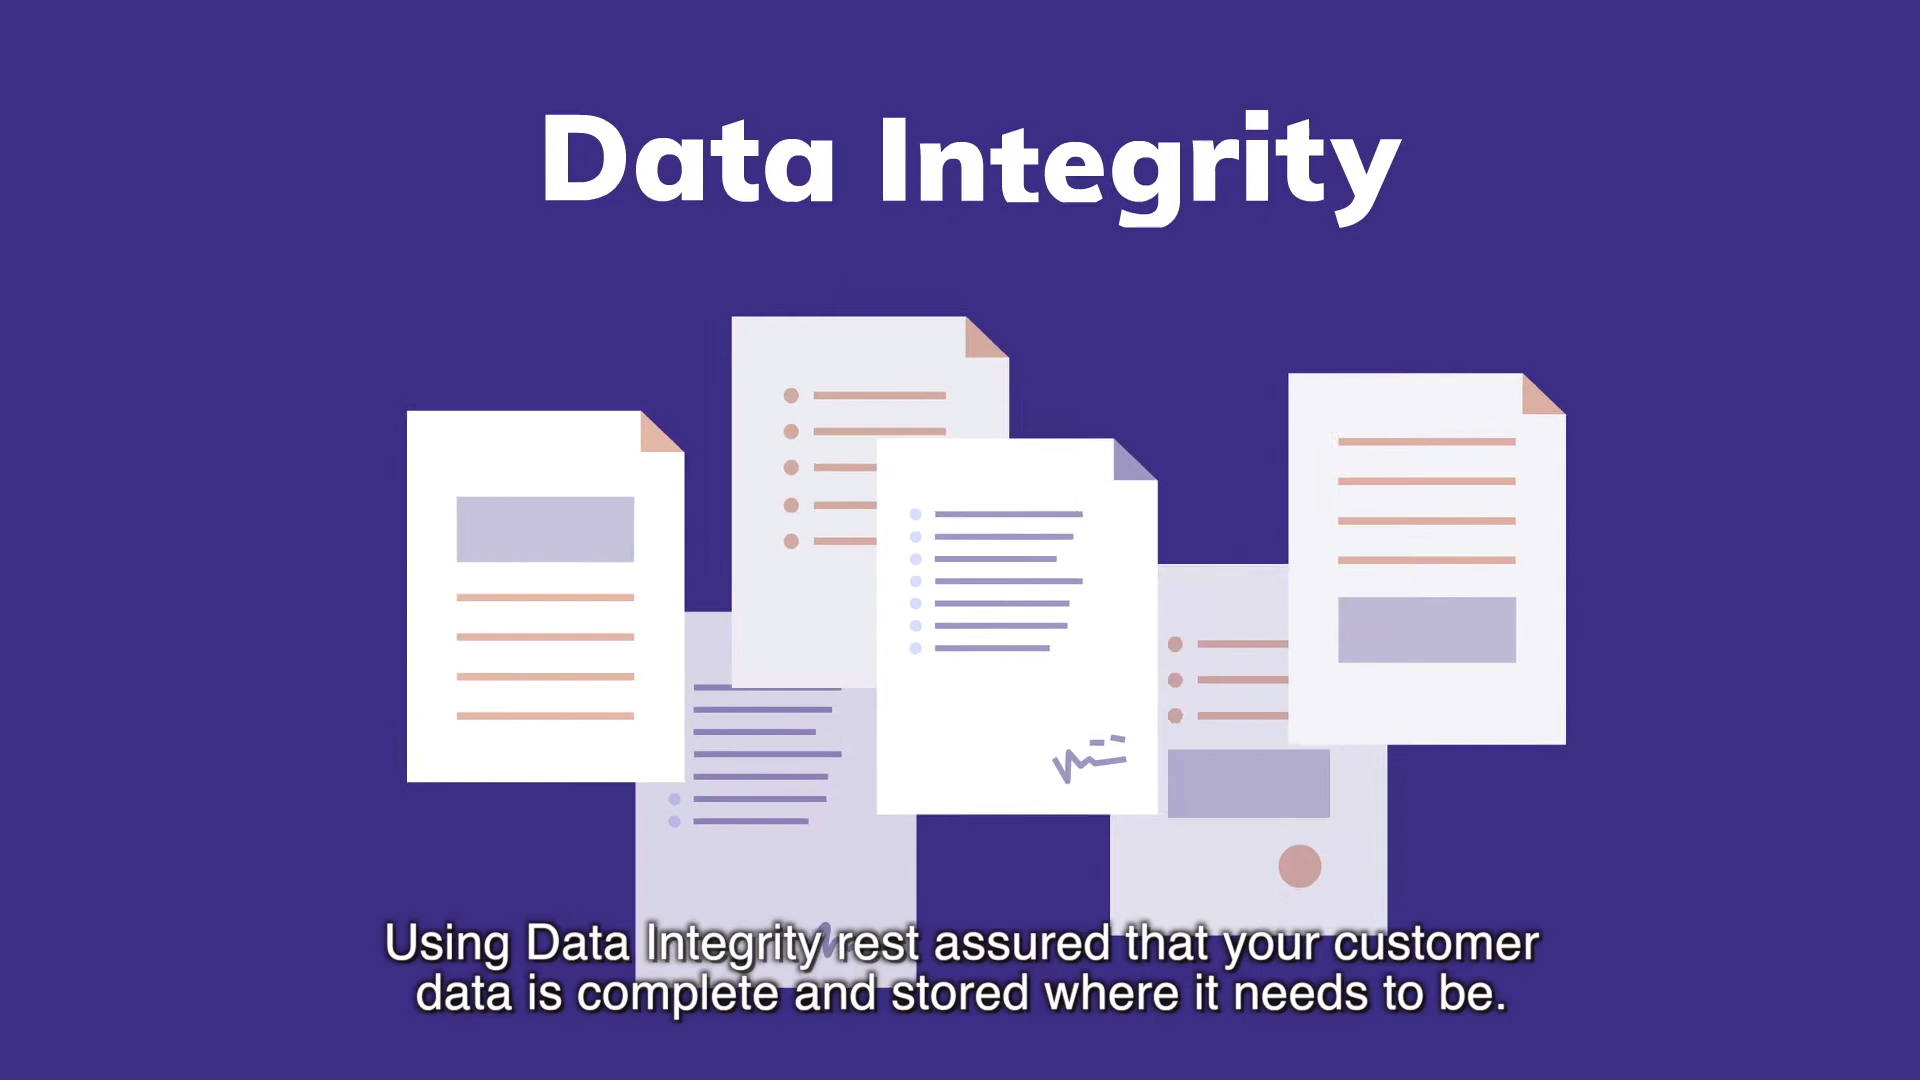 Data Integrity
Using Data Integrity rest assured that your customer
data is complete and stored where it needs to be.